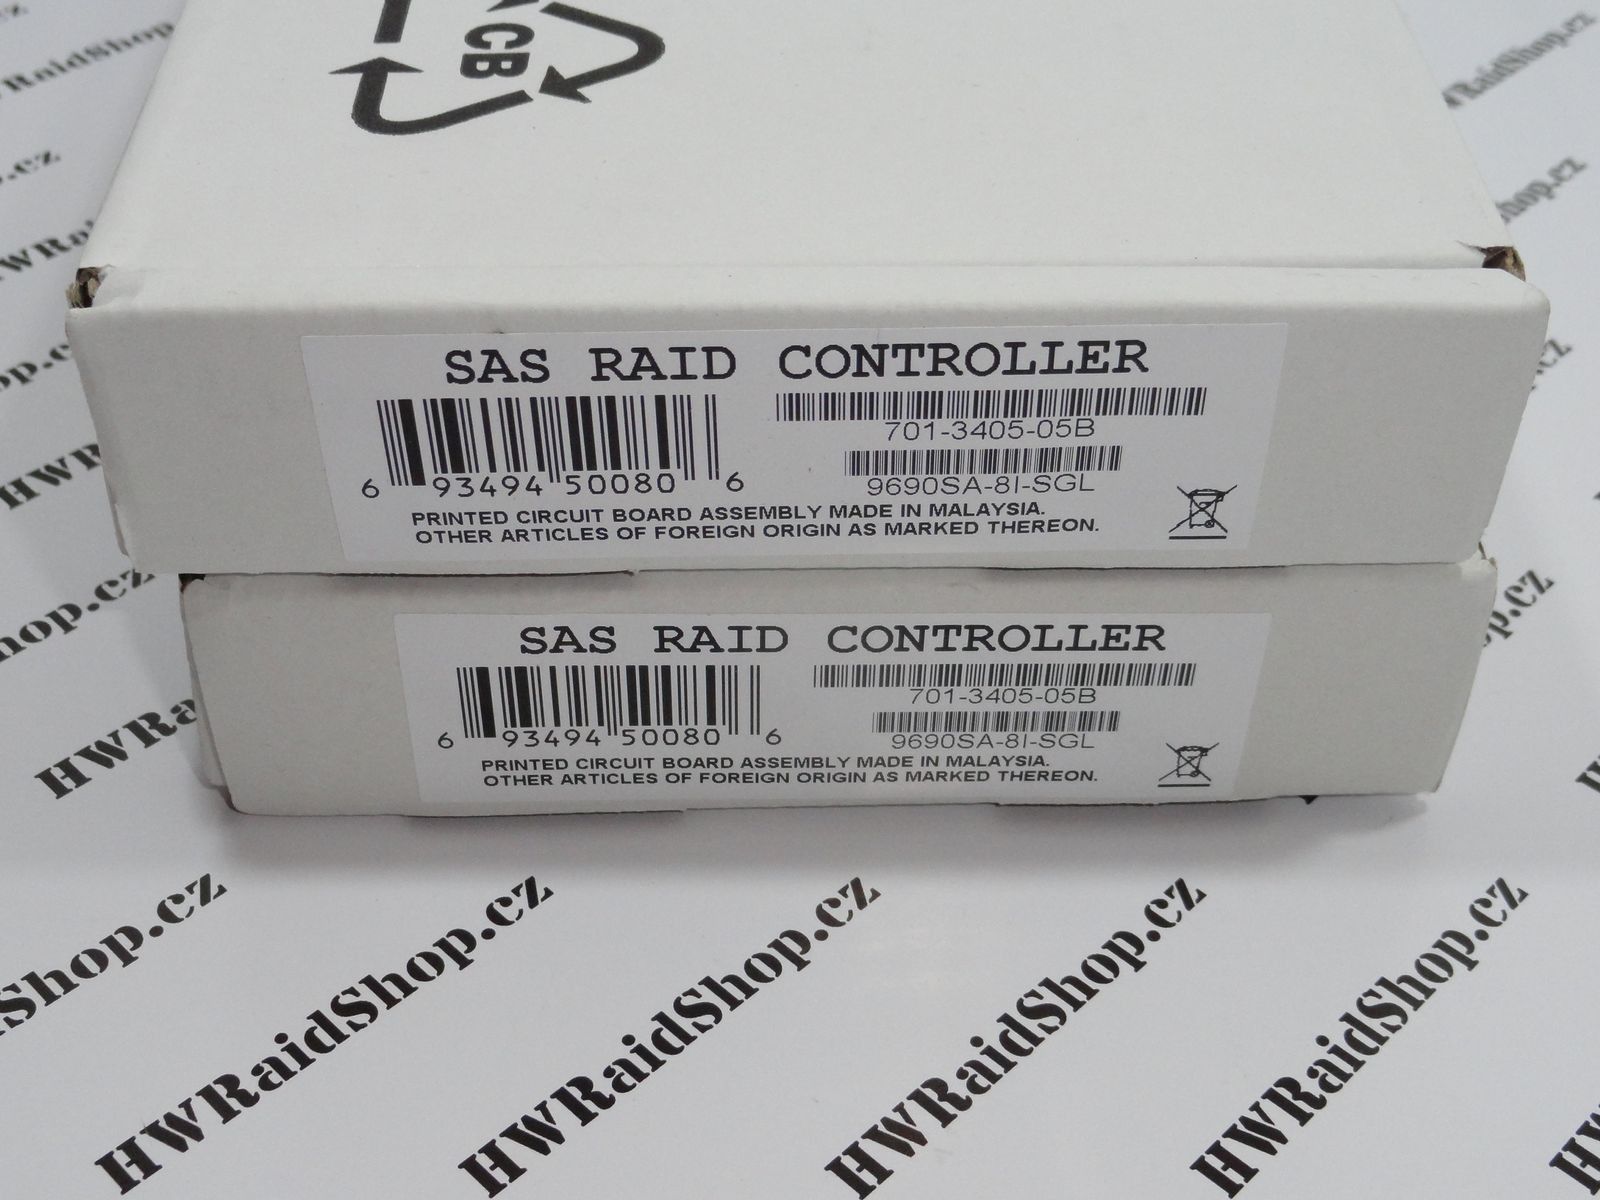 CB
SAS RAID CONTROLLER
701-3405-05B
9690SA-8I-SGL
6 93494 50080 6
PRINTED CIRCUIT BOARD ASSEMBLY MADE IN MALAYSIA.
OTHER ARTICLES OF FOREIGN ORIGIN AS MARKED THEREON.
SAS RAID CONTROLLER
701-3405-05B
9690SA-8I-SGL
6 93494 50080 6
PRINTED CIRCUIT BOARD ASSEMBLY MADE IN MALAYSIA.
OTHER ARTICLES OF FOREIGN ORIGIN AS MARKED THEREON.
HWRaidShop.cz
HWRaidShop.cz
HWRaidShop.cz
HWRaidShop.cz